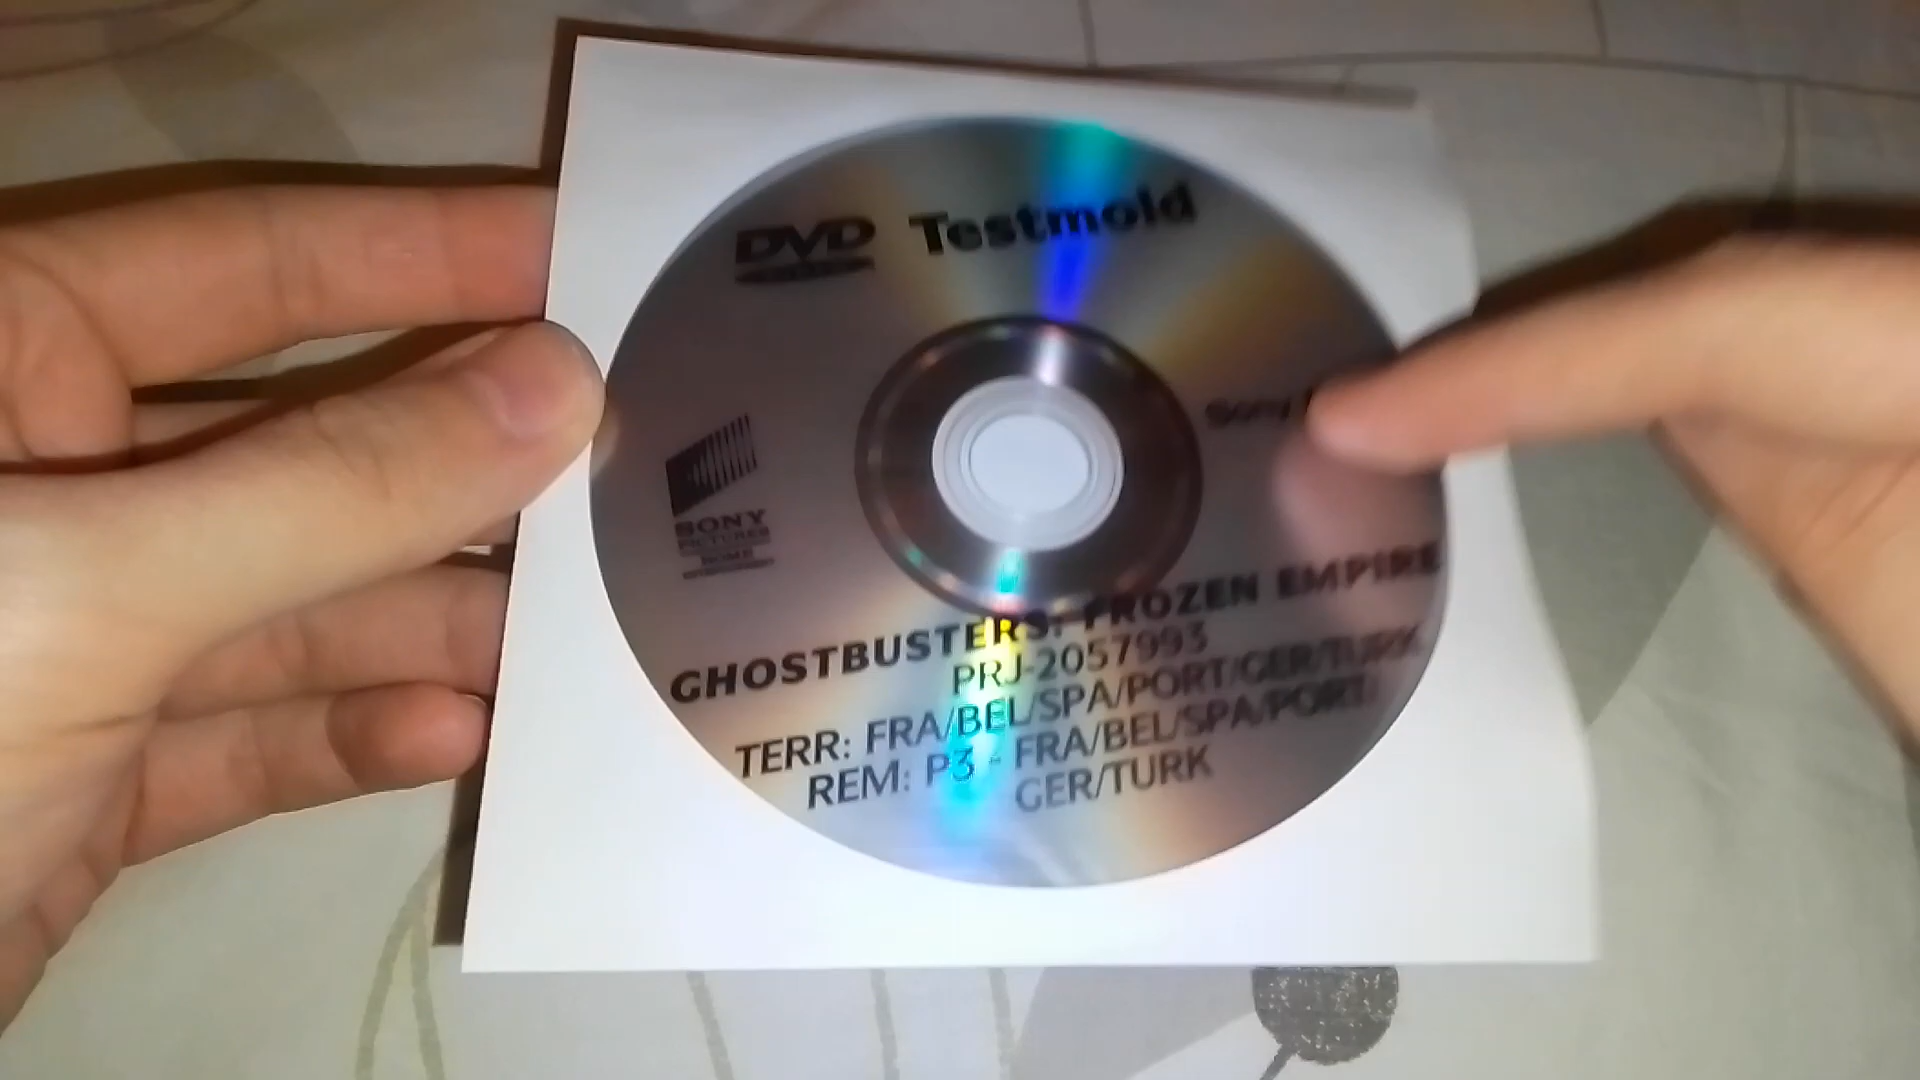 DVD Testmold
Sony
SONY
PICTURES
HOME
GHOSTBUSTERS: FROZEN EMPIRE
PRJ-2057993
TERR: FRA/BEL/SPA/PORT/GER/TURK
REM: P3 - FRA/BEL/SPA/PORT
GER/TURK